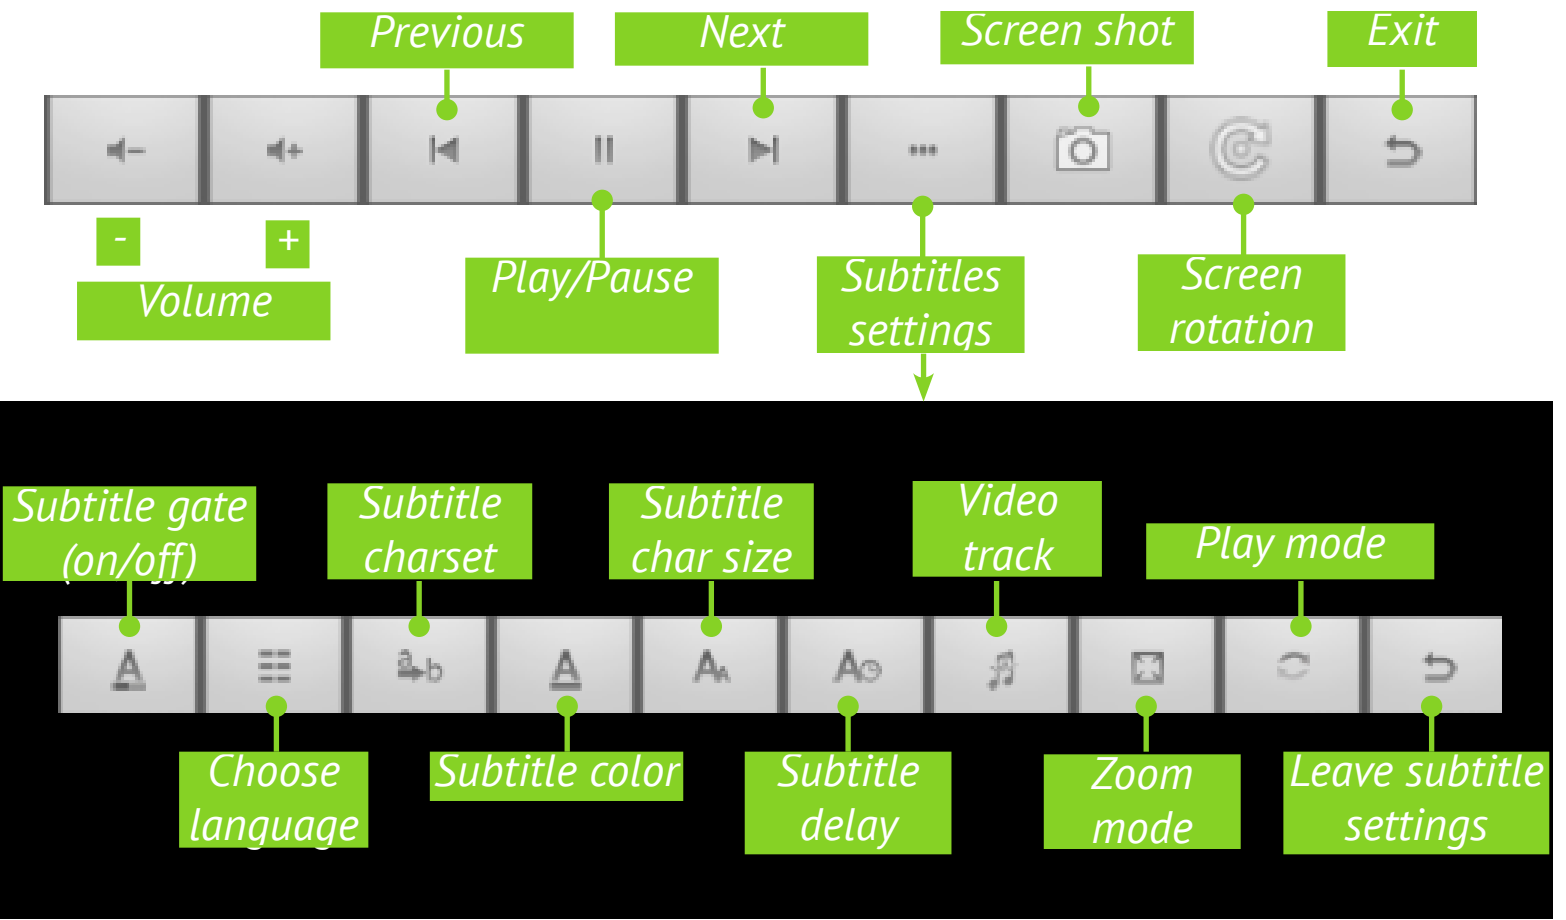 Previous
Next
Screen shot
Exit
-
+
Volume
Play/Pause
Subtitles
settings
Screen
rotation
Subtitle gate
(on/off)
Subtitle
charset
Subtitle
char size
Video
track
Play mode
a
b
A
A
A
A
A
Choose
language
Subtitle color
Subtitle
delay
Zoom
mode
Leave subtitle
settings